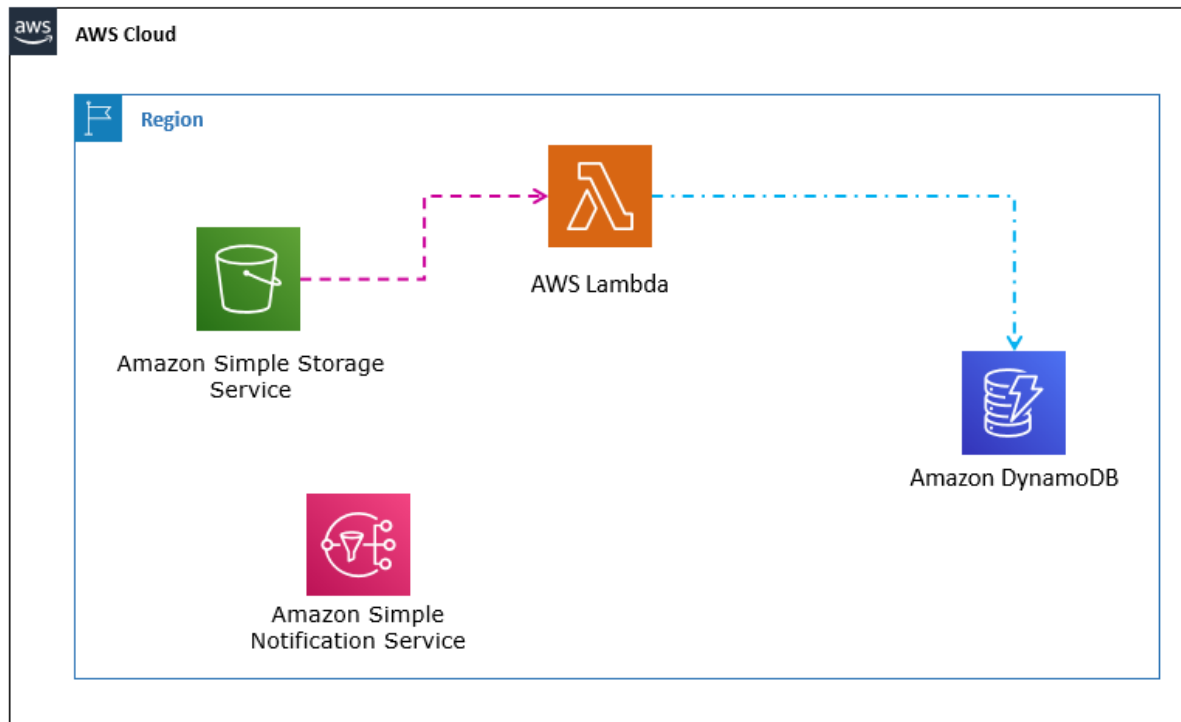 aws
AWS Cloud
Region
AWS Lambda
Amazon Simple Storage
Service
Amazon DynamoDB
Amazon Simple
Notification Service